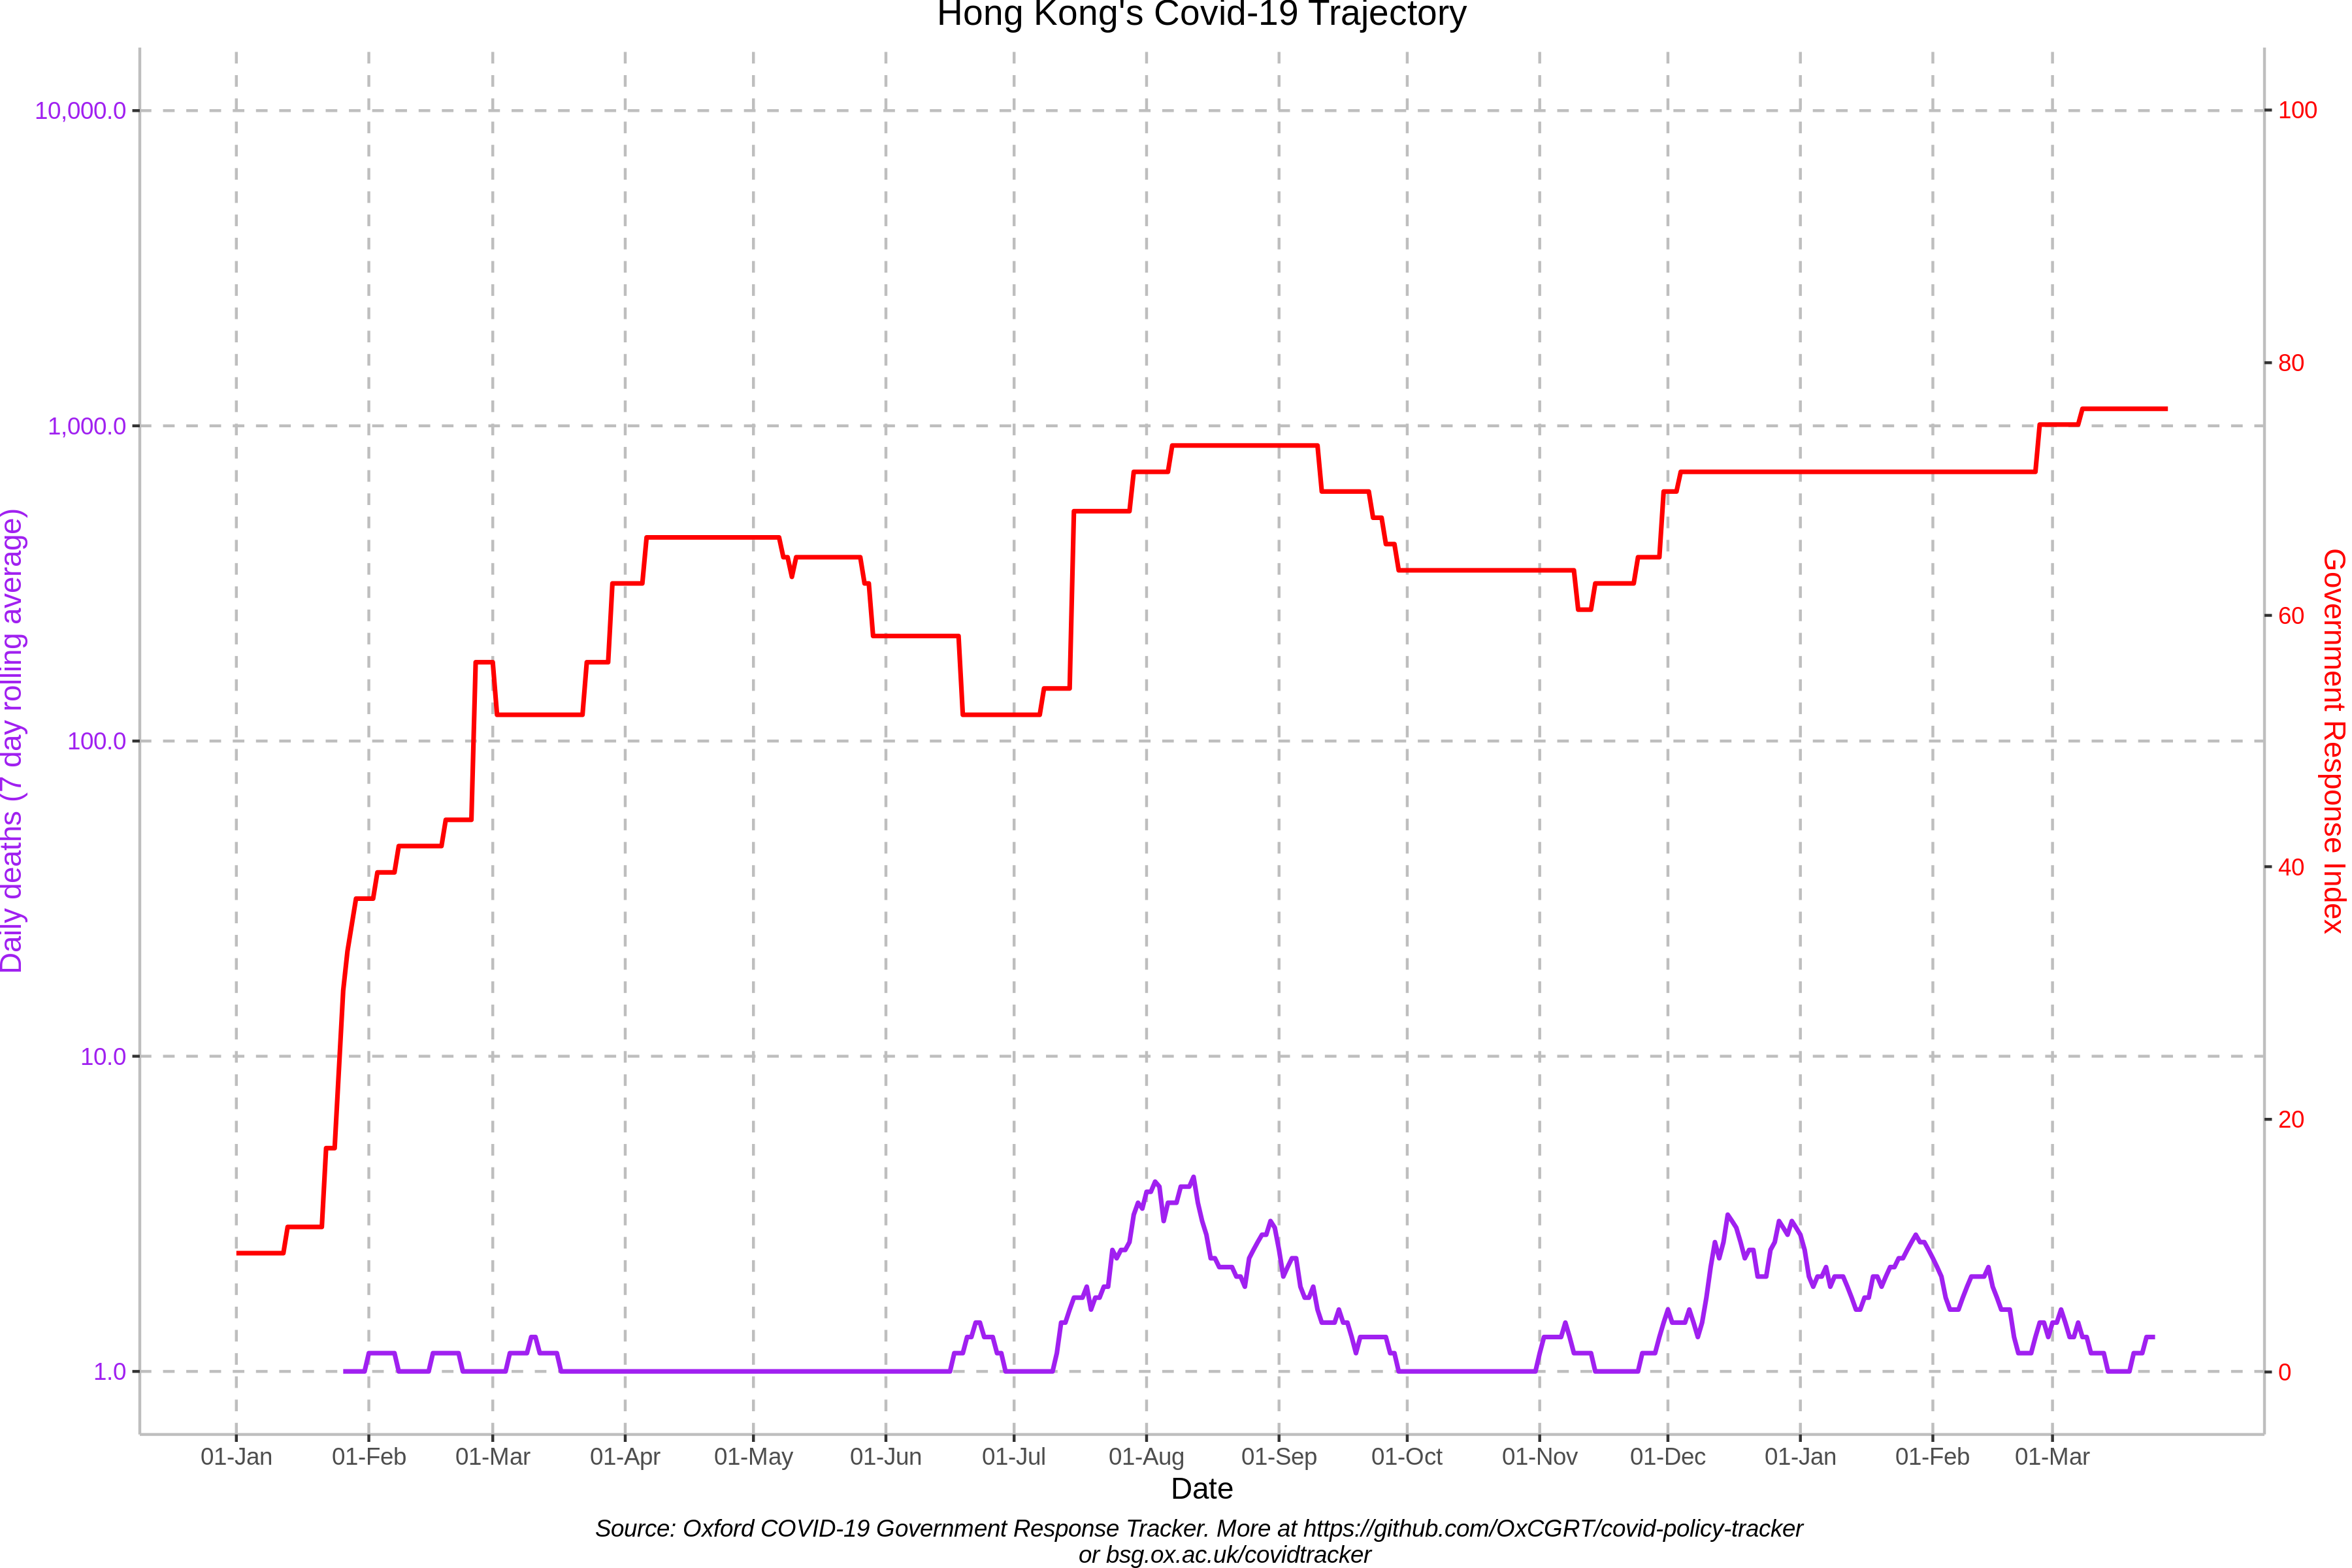 Hong Kong's Covid-19 Trajectory
10,000.0
1,000.0
100.0
10.0
1.0
Daily deaths (7 day rolling average)
100
80
60
40
20
0
Government Response Index
01-Jan 01-Feb 01-Mar 01-Apr 01-May 01-Jun 01-Jul 01-Aug 01-Sep 01-Oct 01-Nov 01-Dec 01-Jan 01-Feb 01-Mar
Date
Source: Oxford COVID-19 Government Response Tracker. More at https://github.com/OxCGRT/covid-policy-tracker
or bsg.ox.ac.uk/covidtracker